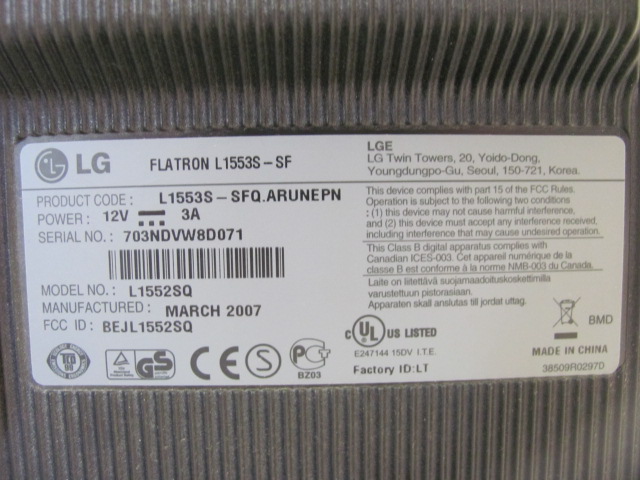 LG FLATRON L1553S-SF
LGE
LG Twin Towers, 20, Yoido-Dong,
Youngdungpo-Gu, Seoul, 150-721, Korea.
PRODUCT CODE : L1553S-SFQ.ARUNEPN
POWER : 12V 3A
SERIAL NO. : 703NDVW8D071
MODEL NO. : L1552SQ
MANUFACTURED : MARCH 2007
FCC ID : BEJL1552SQ
This device complies with part 15 of the FCC Rules.
Operation is subject to the following two conditions
: (1) this device may not cause harmful interference,
and (2) this device must accept any interference received,
including interference that may cause undesired operation.
This Class B digital apparatus complies with
Canadian ICES-003. Cet appareil numérique de la
classe B est conforme à la norme NMB-003 du Canada.
Laite on liitettävä suojamaadoituskoskettimilla
varustettuun pistorasiaan.
Apparaten skall anslutas till jordat uttag.
BMD
c UL US LISTED
E247144 15DV I.T.E.
Factory ID:LT
MADE IN CHINA
38509R0297D
TCO
99
GS
CE
S
BZ03